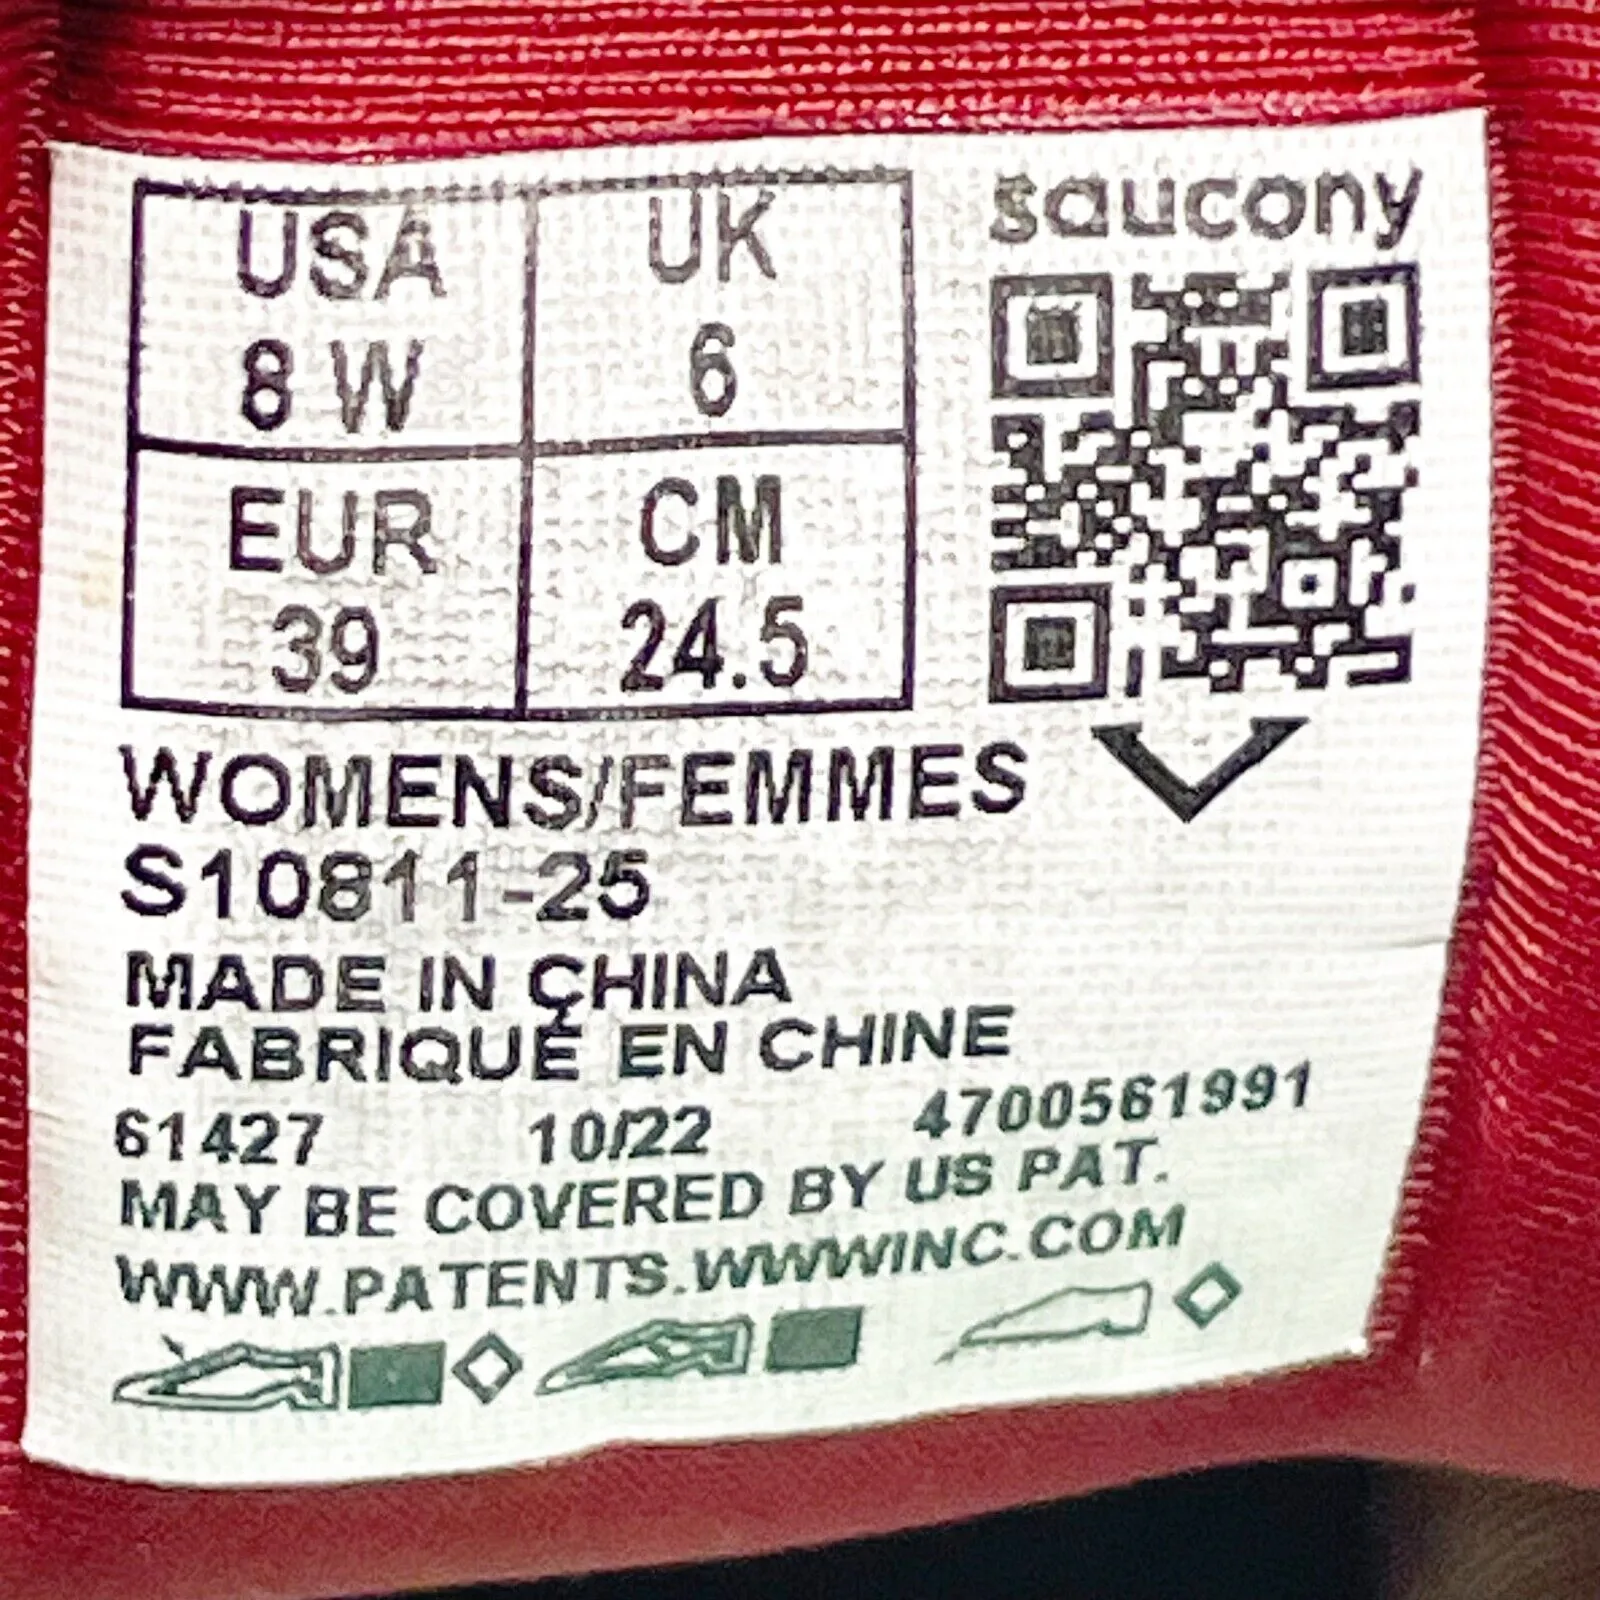 saucony
USA UK
8 W 6
EUR CM
39 24.5
WOMENS/FEMMES
S10811-25
MADE IN CHINA
FABRIQUÉ EN CHINE
61427 10/22 4700561991
MAY BE COVERED BY US PAT.
WWW.PATENTS.WWWINC.COM